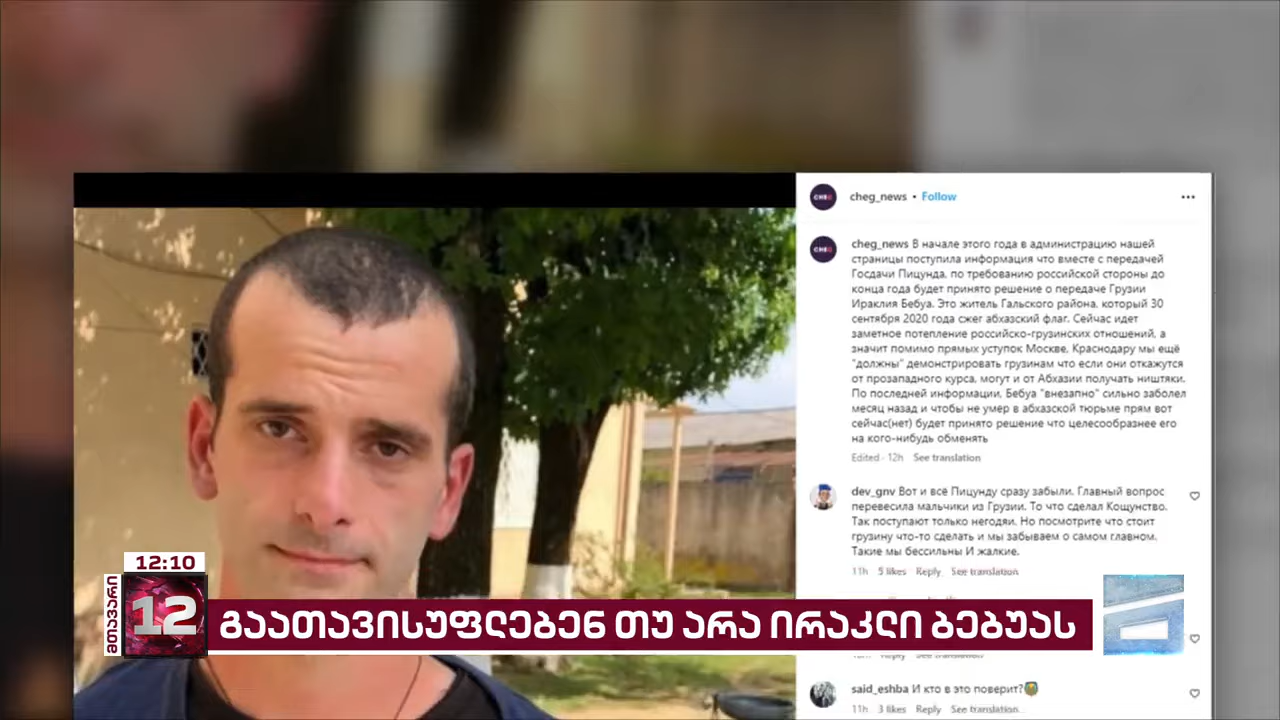 cheg_news • Follow
cheg_news В начале этого года в администрацию нашей
страницы поступила информация что вместе с передачей
Госдачи Пицунда, по требованию российской стороны до
конца года будет принято решение о передаче Грузии
Ираклия Бебуа. Это житель Гальского района, который 30
сентября 2020 года сжег абхазский флаг. Сейчас идет
заметное потепление российско-грузинских отношений, а
значит помимо прямых уступок Москве, Краснодару мы ещё
"должны" демонстрировать грузинам что если они откажутся
от прозападного курса, могут и от Абхазии получать ништяки.
По последней информации, Бебуа "внезапно" сильно заболел
месяц назад и чтобы не умер в абхазской тюрьме прям вот
сейчас(нет) будет принято решение что целесообразнее его
на кого-нибудь обменять
Edited · 12h See translation
dev_gnv Вот и всё Пицунду сразу забыли. Главный вопрос
перевесила мальчики из Грузии. То что сделал Кощунство.
Так поступают только негодяи. Но посмотрите что стоит
грузину что-то сделать и мы забываем о самом главном.
Такие мы бессильны И жалкие.
11h 5 likes Reply See translation
12:10
მთავარი
12
გაათავისუფლებენ თუ არა ირაკლი ბებუას
Reply See translation
said_eshba И кто в это поверит?
11h 3 likes Reply See translation